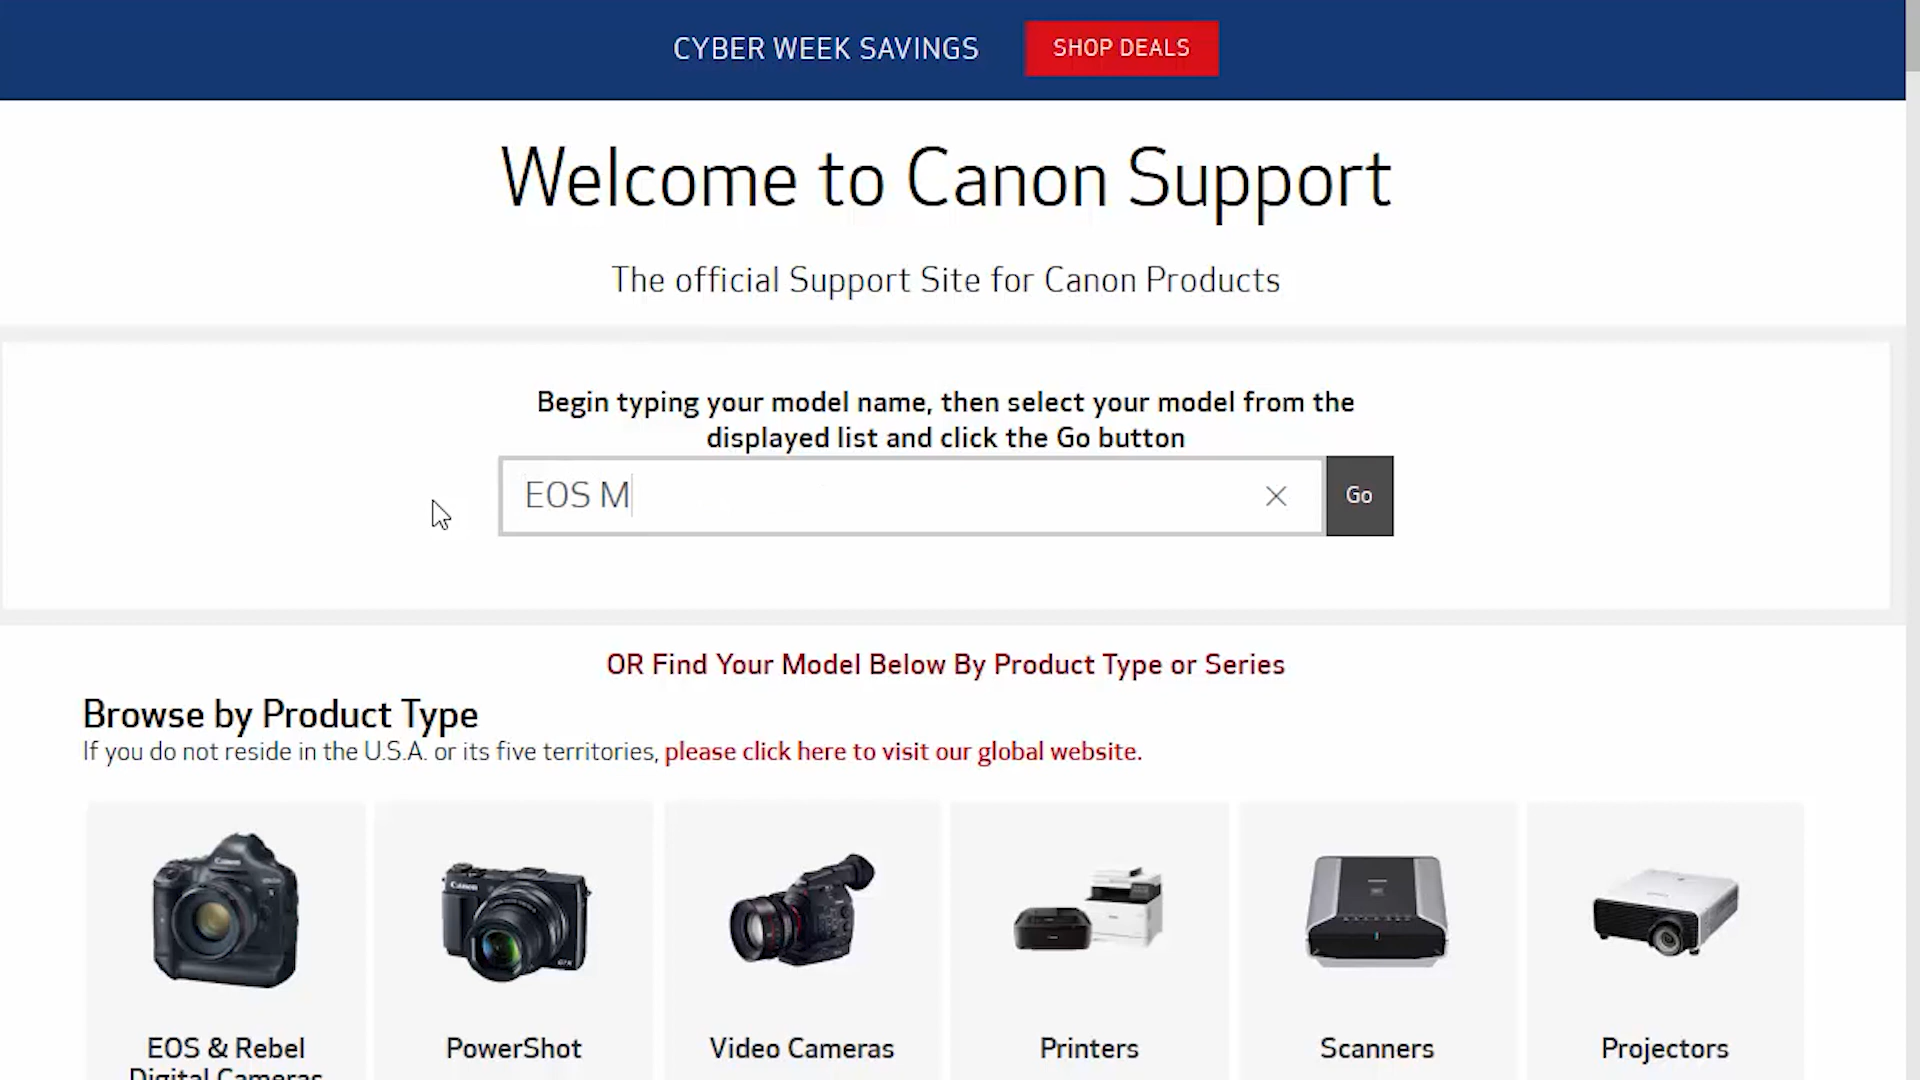 CYBER WEEK SAVINGS
SHOP DEALS
Welcome to Canon Support
The official Support Site for Canon Products
Begin typing your model name, then select your model from the
displayed list and click the Go button
EOS M
Go
OR Find Your Model Below By Product Type or Series
Browse by Product Type
If you do not reside in the U.S.A. or its five territories, please click here to visit our global website.
Canon
Canon
EOS & Rebel
Digital Cameras
PowerShot
Video Cameras
Printers
Scanners
Projectors